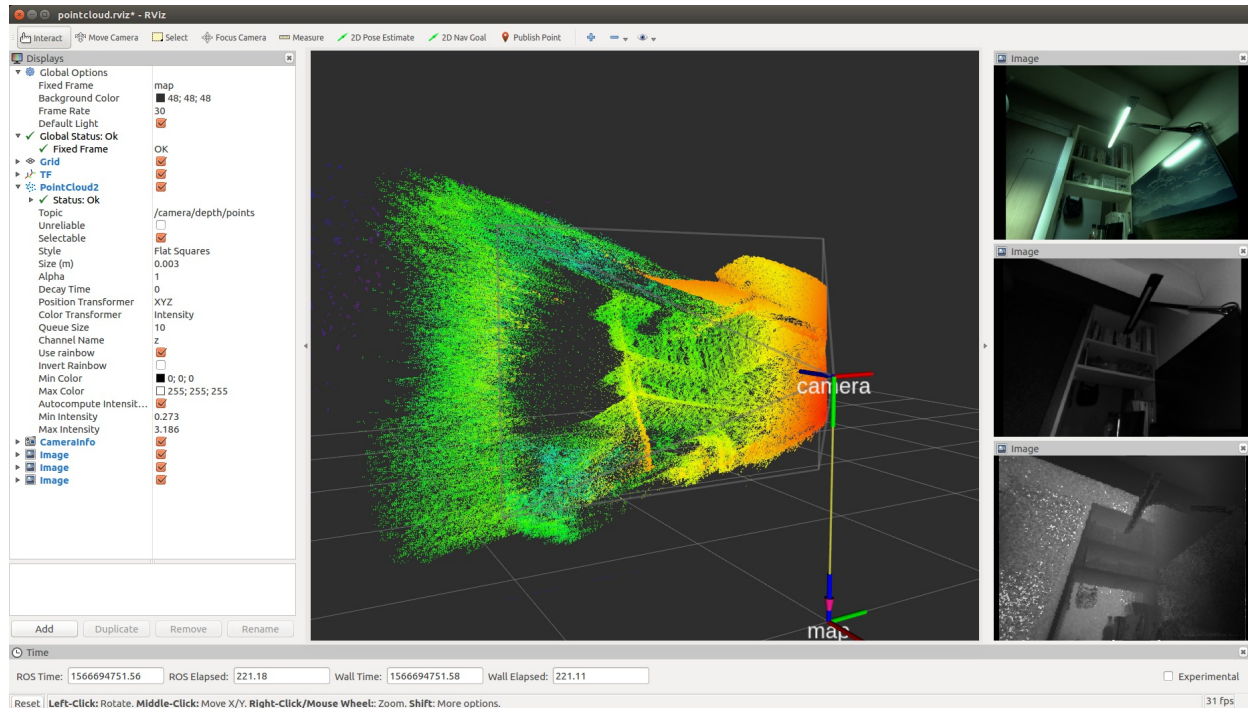 pointcloud.rviz* - RViz
Interact Move Camera Select Focus Camera Measure 2D Pose Estimate 2D Nav Goal Publish Point
Displays
Global Options
Fixed Frame map
Background Color 48; 48; 48
Frame Rate 30
Default Light
Global Status: Ok
Fixed Frame OK
Grid
TF
PointCloud2
Status: Ok
Topic /camera/depth/points
Unreliable
Selectable
Style Flat Squares
Size (m) 0.003
Alpha 1
Decay Time 0
Position Transformer XYZ
Color Transformer Intensity
Queue Size 10
Channel Name z
Use rainbow
Invert Rainbow
Min Color 0; 0; 0
Max Color 255; 255; 255
Autocompute Intensit...
Min Intensity 0.273
Max Intensity 3.186
CameraInfo
Image
Image
Image
Add Duplicate Remove Rename
camera
map
Image
Image
Image
Time
ROS Time: 1566694751.56 ROS Elapsed: 221.18 Wall Time: 1566694751.58 Wall Elapsed: 221.11 Experimental
Reset Left-Click: Rotate. Middle-Click: Move X/Y. Right-Click/Mouse Wheel:: Zoom. Shift: More options. 31 fps